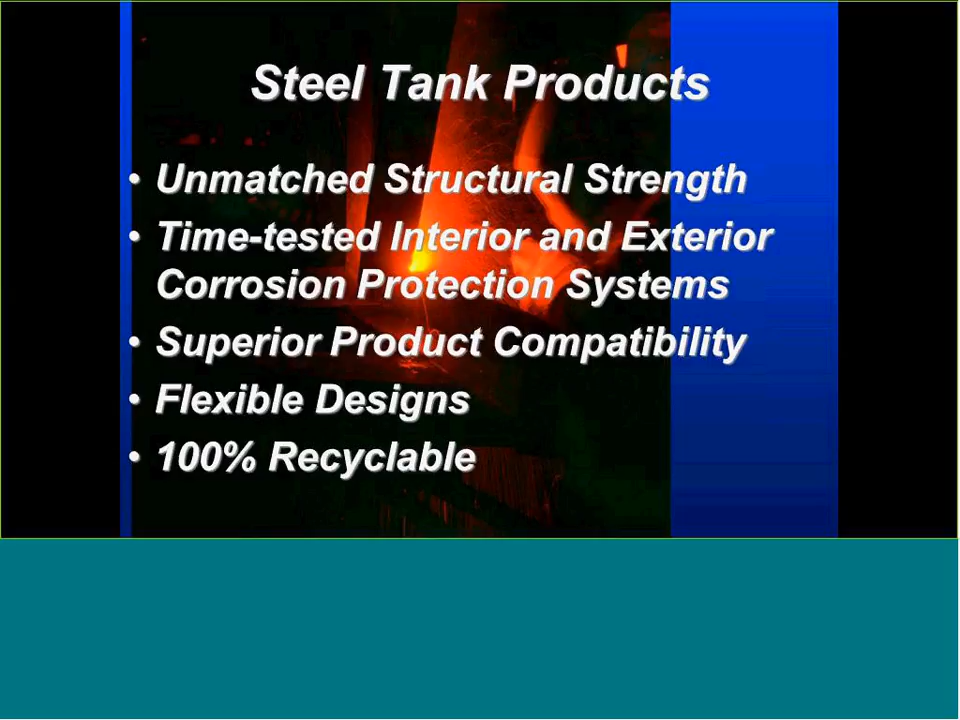 Steel Tank Products
• Unmatched Structural Strength
• Time-tested Interior and Exterior
Corrosion Protection Systems
• Superior Product Compatibility
• Flexible Designs
• 100% Recyclable